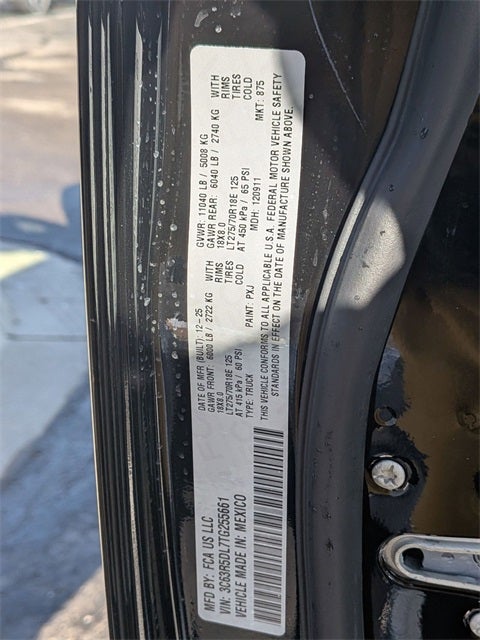 MFD BY: FCA US LLC
VIN: 3C63R5DL7TG255661
VEHICLE MADE IN: MEXICO
DATE OF MFR (BUILT): 12-25
GAWR FRONT: 6000 LB / 2722 KG WITH
18X8.0 RIMS
LT275/70R18E 125 TIRES
AT 415 kPa / 60 PSI COLD
TYPE: TRUCK PAINT: PXJ
GVWR: 11040 LB / 5008 KG
GAWR REAR: 6040 LB / 2740 KG WITH
18X8.0 RIMS
LT275/70R18E 125 TIRES
AT 450 kPa / 65 PSI COLD
MDH: 120911 MKT: 875
THIS VEHICLE CONFORMS TO ALL APPLICABLE U.S.A. FEDERAL MOTOR VEHICLE SAFETY
STANDARDS IN EFFECT ON THE DATE OF MANUFACTURE SHOWN ABOVE.